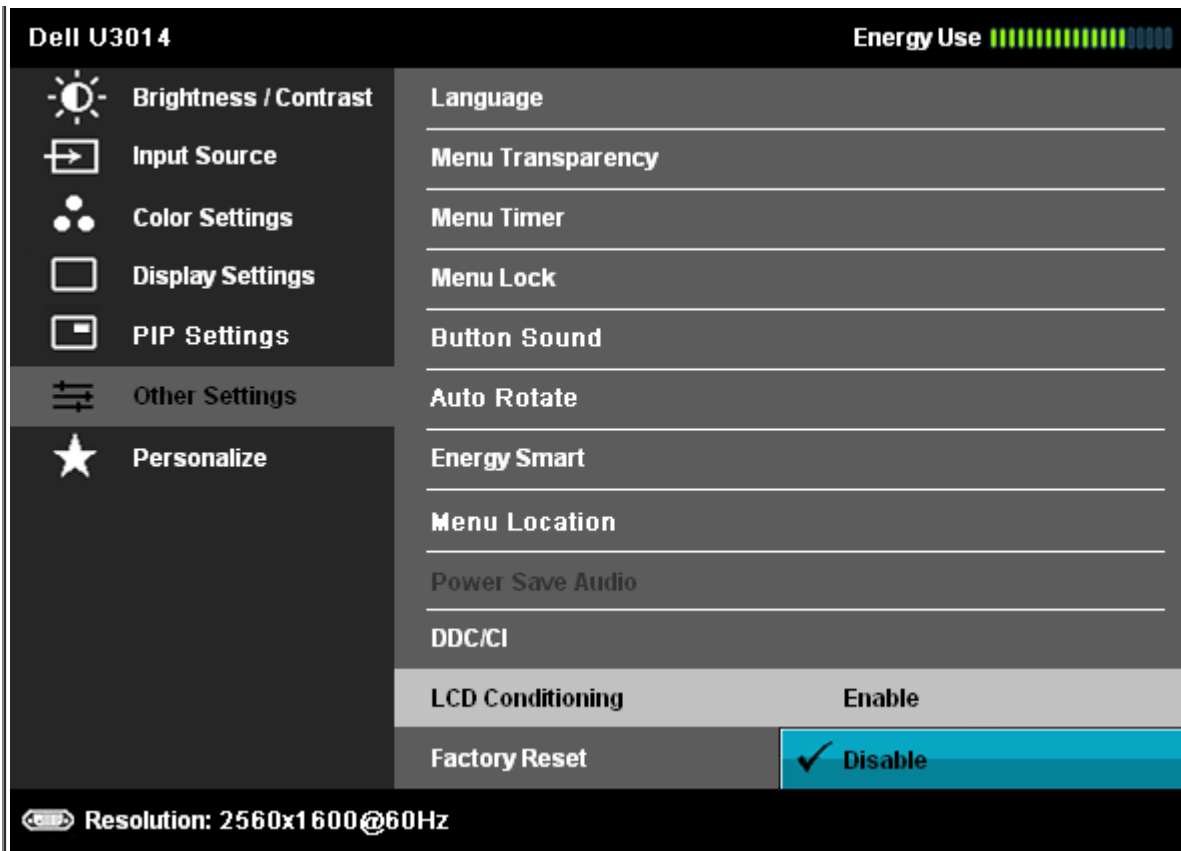 Dell U3014 Energy Use
Brightness / Contrast Language
Input Source Menu Transparency
Color Settings Menu Timer
Display Settings Menu Lock
PIP Settings Button Sound
Other Settings Auto Rotate
Personalize Energy Smart
Menu Location
Power Save Audio
DDC/CI
LCD Conditioning Enable
Factory Reset Disable
Resolution: 2560x1600@60Hz